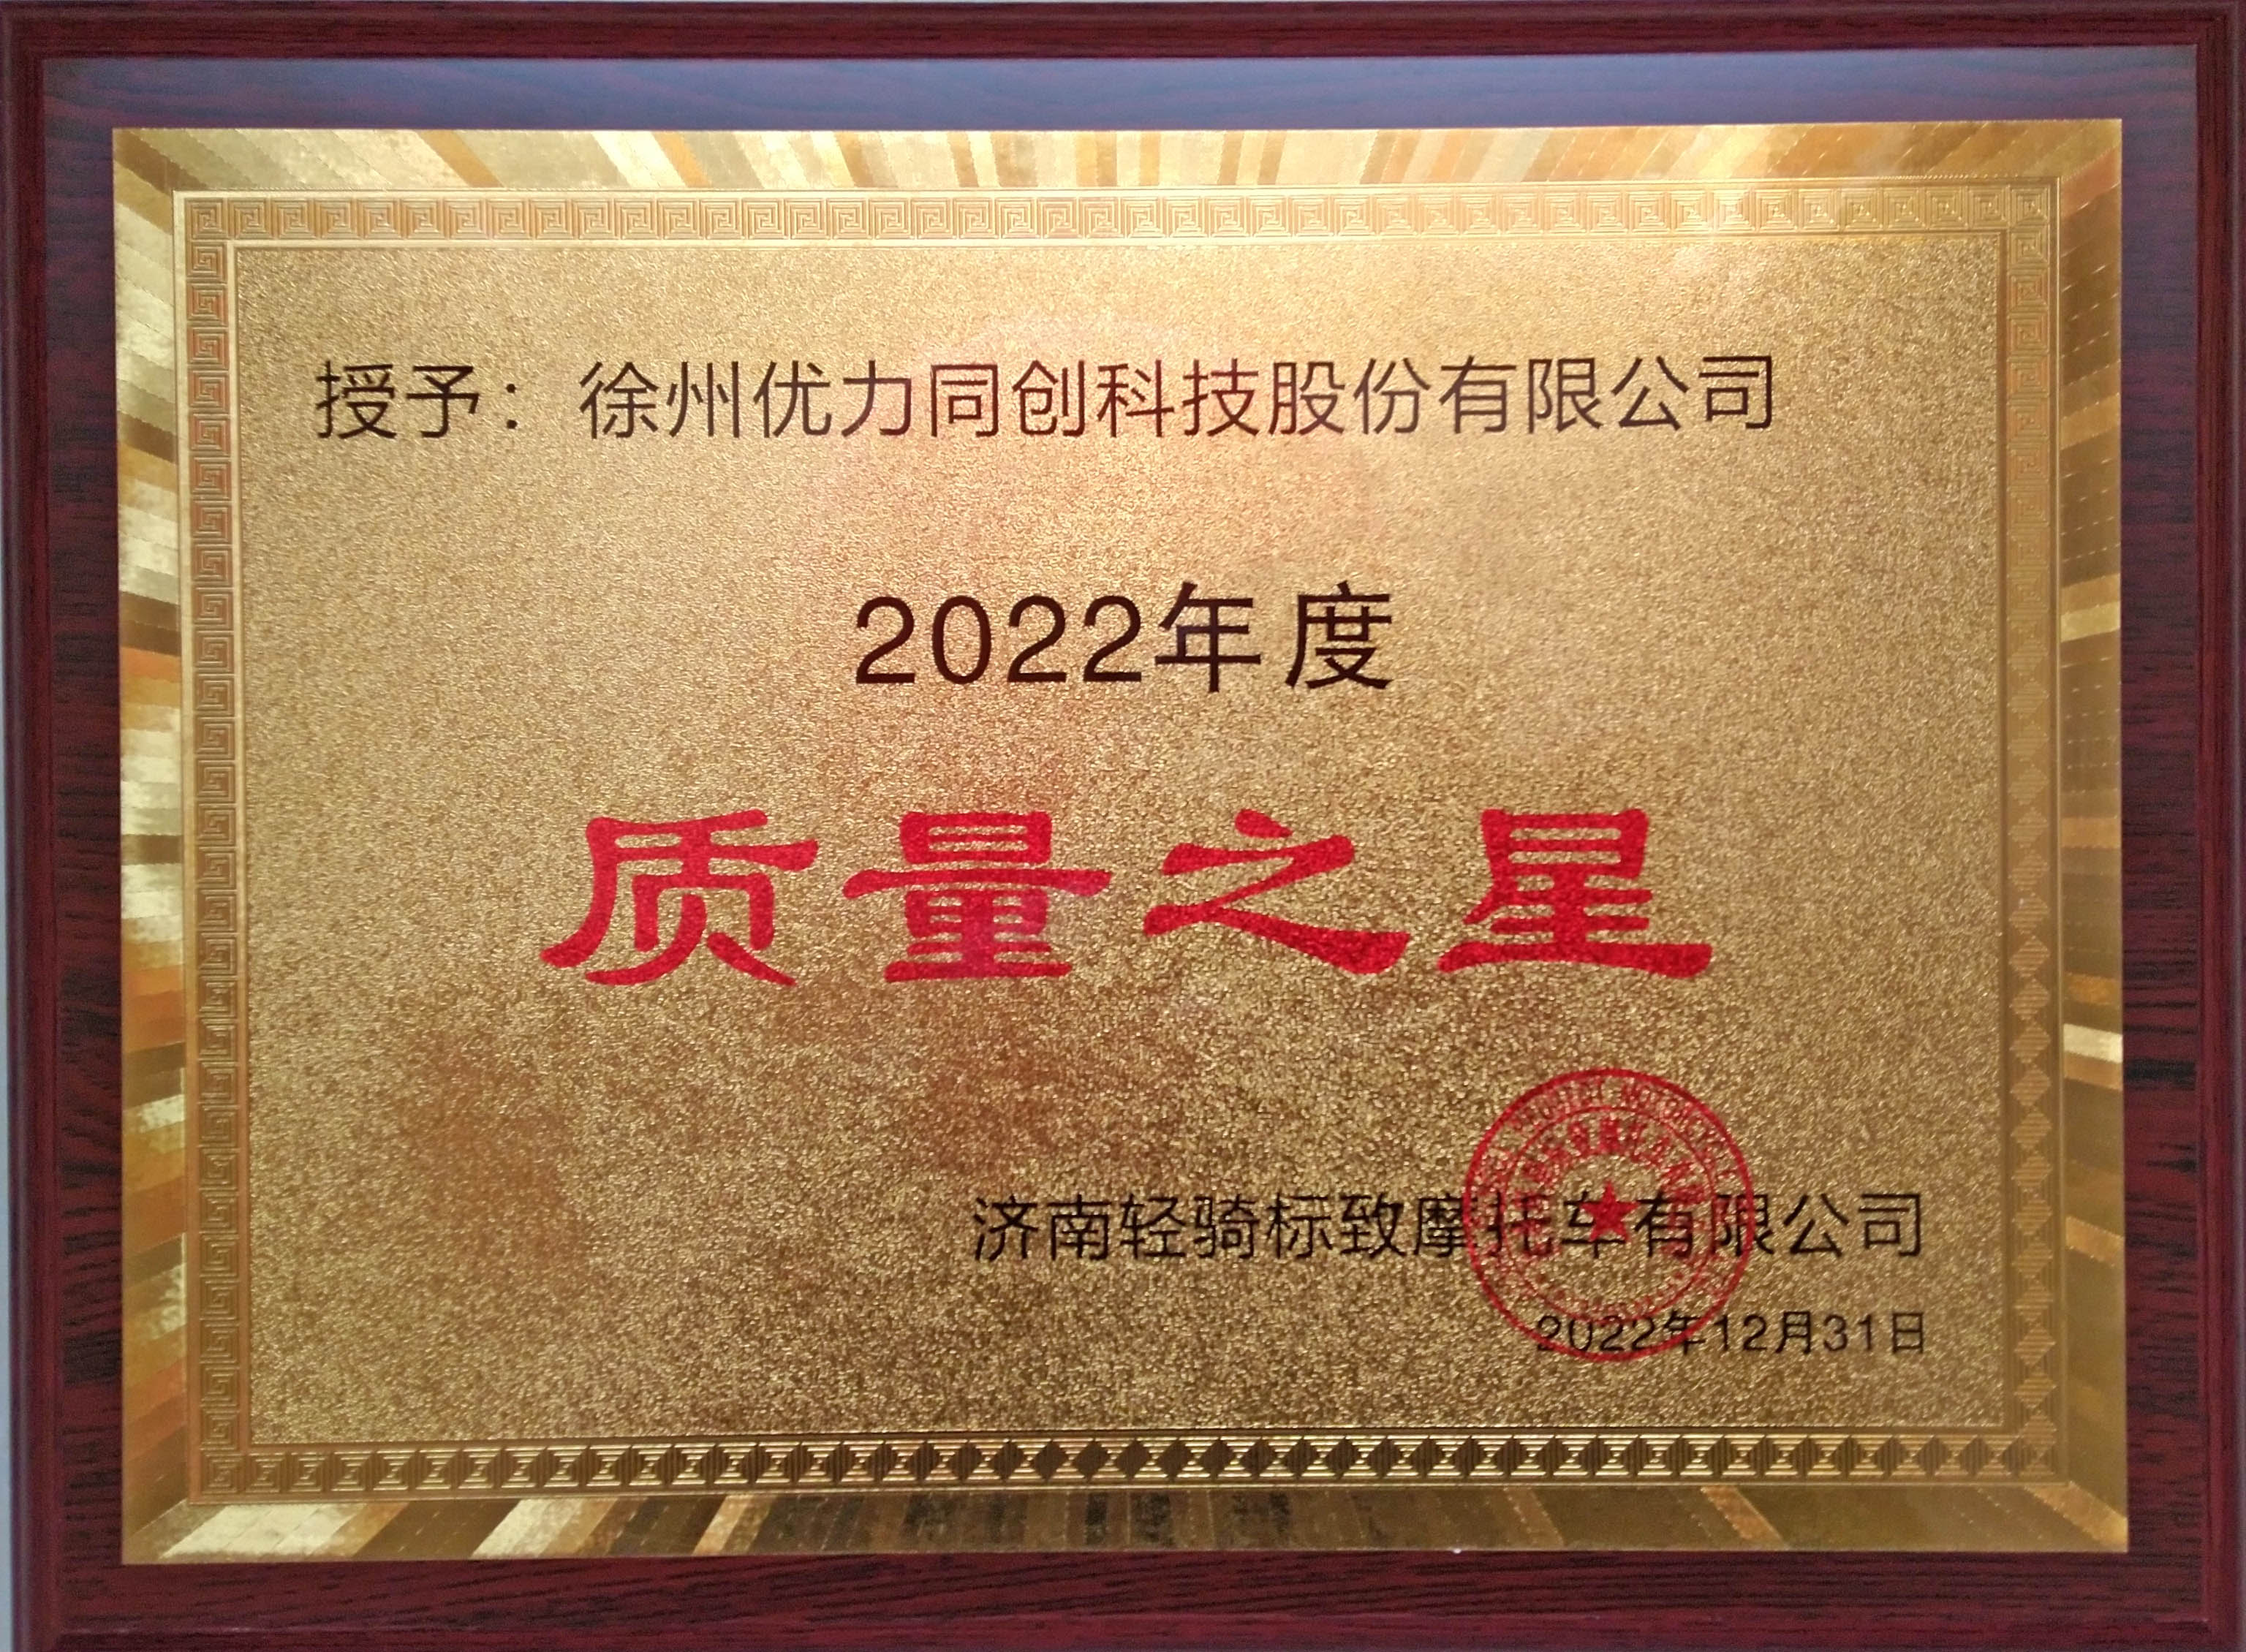 授予：徐州优力同创科技股份有限公司
2022年度
质量之星
济南轻骑标致摩托车有限公司
2022年12月31日